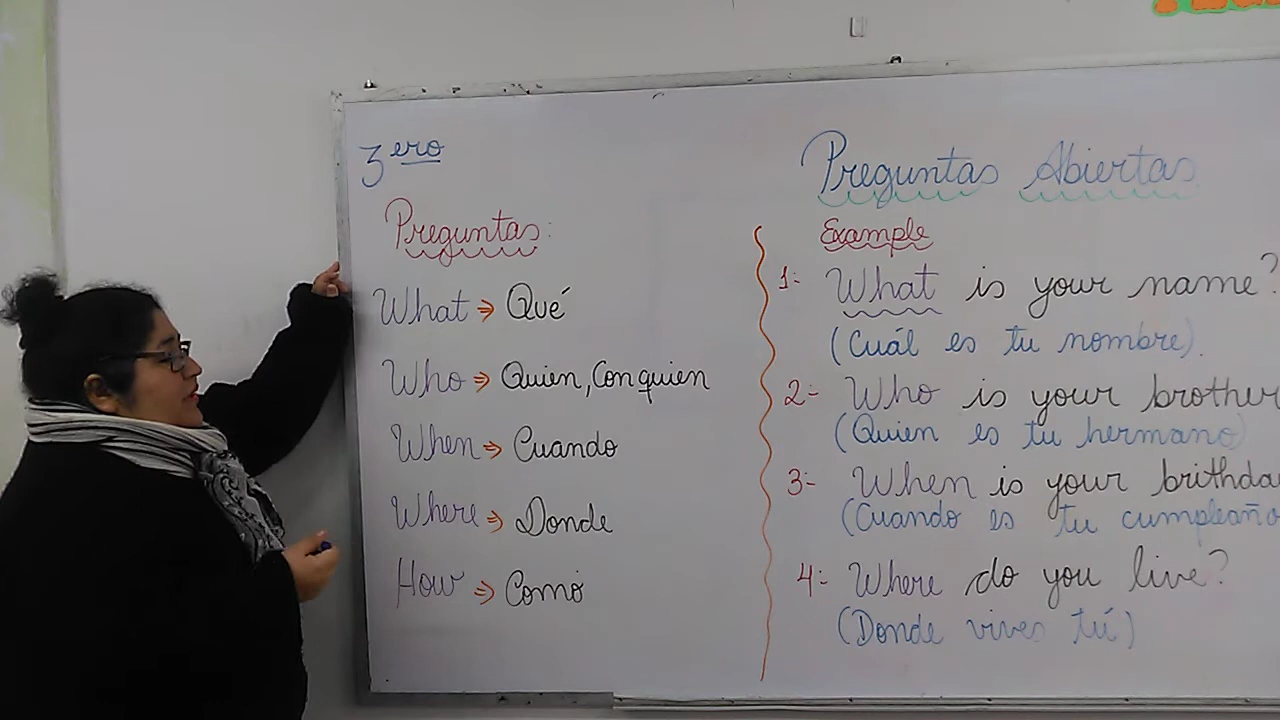 3ero
Preguntas:
What ⇒ Qué
Who ⇒ Quien, Con quien
When ⇒ Cuando
Where ⇒ Donde
How ⇒ Como
Preguntas Abiertas
Example
1- What is your name?
(Cuál es tu nombre).
2- Who is your brother
(Quien es tu hermano)
3- When is your brithda
(Cuando es tu cumpleaño
4- Where do you live?
(Donde vives tú)